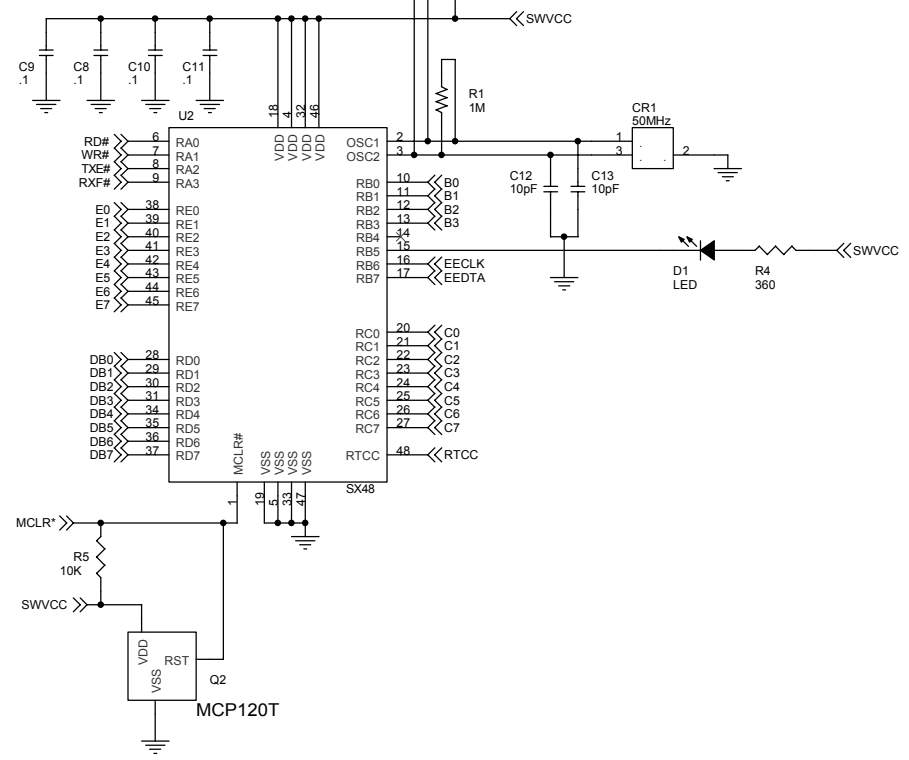 SWVCC
C9
.1
C8
.1
C10
.1
C11
.1
R1
1M
U2
18
4
32
46
VDD
VDD
VDD
VDD
CR1
50MHz
RD# 6 RA0
WR# 7 RA1
TXE# 8 RA2
RXF# 9 RA3
OSC1 2
OSC2 3
1
3
2
C12
10pF
C13
10pF
E0 38 RE0
E1 39 RE1
E2 40 RE2
E3 41 RE3
E4 42 RE4
E5 43 RE5
E6 44 RE6
E7 45 RE7
RB0 10 B0
RB1 11 B1
RB2 12 B2
RB3 13 B3
RB4 14
RB5 15
RB6 16 EECLK
RB7 17 EEDTA
D1
LED
R4
360
SWVCC
DB0 28 RD0
DB1 29 RD1
DB2 30 RD2
DB3 31 RD3
DB4 34 RD4
DB5 35 RD5
DB6 36 RD6
DB7 37 RD7
RC0 20 C0
RC1 21 C1
RC2 22 C2
RC3 23 C3
RC4 24 C4
RC5 25 C5
RC6 26 C6
RC7 27 C7
RTCC 48 RTCC
MCLR#
VSS
VSS
VSS
VSS
1
19
5
33
47
SX48
MCLR*
R5
10K
SWVCC
VDD
RST
VSS
Q2
MCP120T